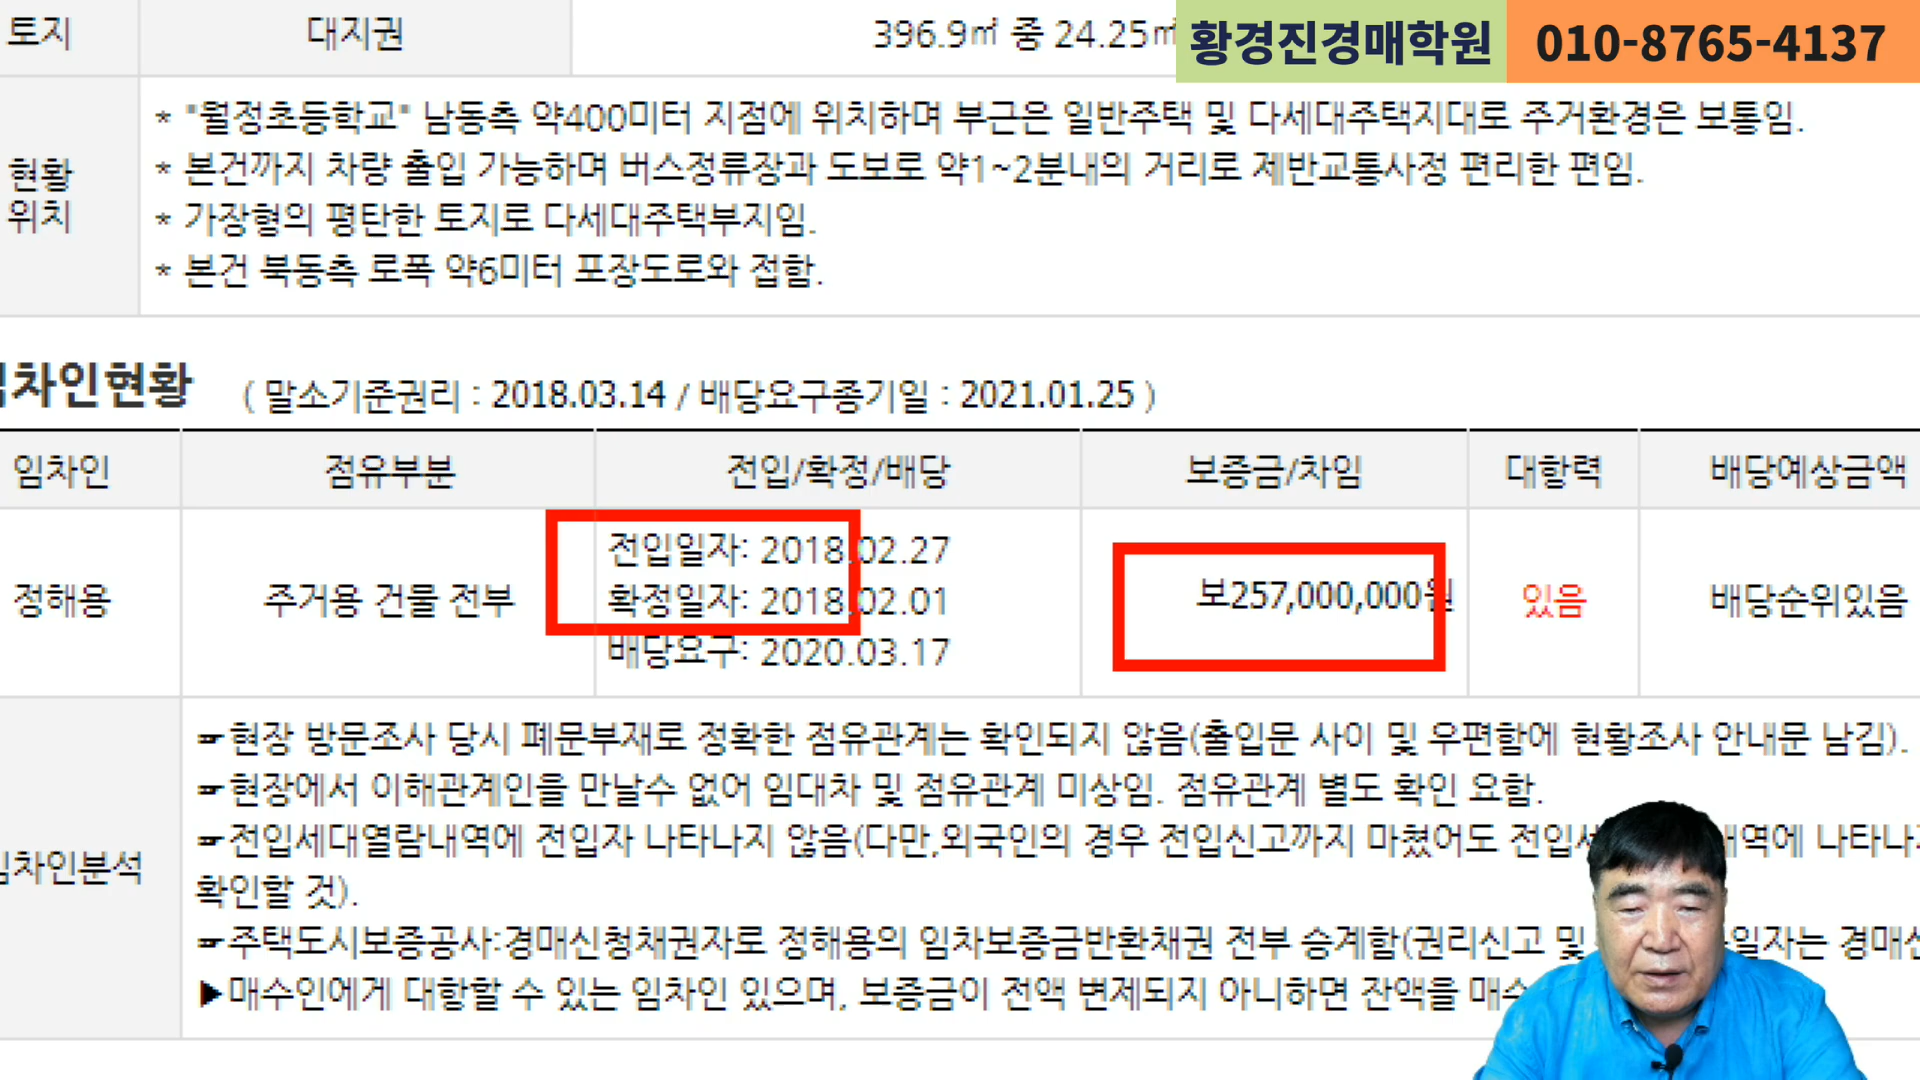 토지 대지권 396.9㎡ 중 24.25㎡ 황경진경매학원 010-8765-4137
* "월정초등학교" 남동측 약400미터 지점에 위치하며 부근은 일반주택 및 다세대주택지대로 주거환경은 보통임.
현황 위치
* 본건까지 차량 출입 가능하며 버스정류장과 도보로 약1~2분내의 거리로 제반교통사정 편리한 편임.
* 가장형의 평탄한 토지로 다세대주택부지임.
* 본건 북동측 로폭 약6미터 포장도로와 접함.
임차인현황 ( 말소기준권리 : 2018.03.14 / 배당요구종기일 : 2021.01.25 )
임차인 점유부분 전입/확정/배당 보증금/차임 대항력 배당예상금액
전입일자: 2018.02.27
정해용 주거용 건물 전부 확정일자: 2018.02.01 보257,000,000원 있음 배당순위있음
배당요구: 2020.03.17
☞현장 방문조사 당시 폐문부재로 정확한 점유관계는 확인되지 않음(출입문 사이 및 우편함에 현황조사 안내문 남김).
☞현장에서 이해관계인을 만날수 없어 임대차 및 점유관계 미상임. 점유관계 별도 확인 요함.
임차인분석 ☞전입세대열람내역에 전입자 나타나지 않음(다만,외국인의 경우 전입신고까지 마쳤어도 전입세 내역에 나타나지
확인할 것).
☞주택도시보증공사:경매신청채권자로 정해용의 임차보증금반환채권 전부 승계함(권리신고 및 일자는 경매신
▶매수인에게 대항할 수 있는 임차인 있으며, 보증금이 전액 변제되지 아니하면 잔액을 매수